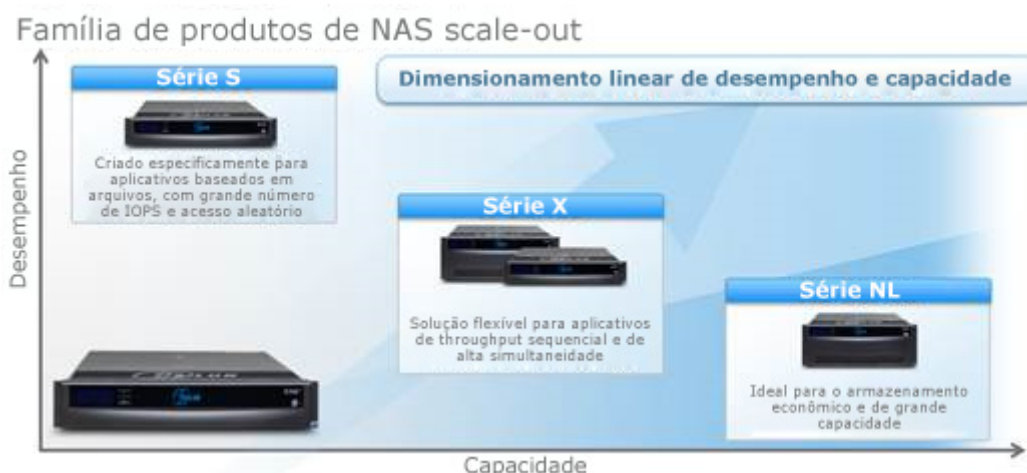 Família de produtos de NAS scale-out
Série S
Dimensionamento linear de desempenho e capacidade
Criado especificamente para
aplicativos baseados em
arquivos, com grande número
de IOPS e acesso aleatório
Desempenho
Série X
Solução flexível para aplicativos
de throughput sequencial e de
alta simultaneidade
Série NL
Ideal para o armazenamento
econômico e de grande
capacidade
Capacidade